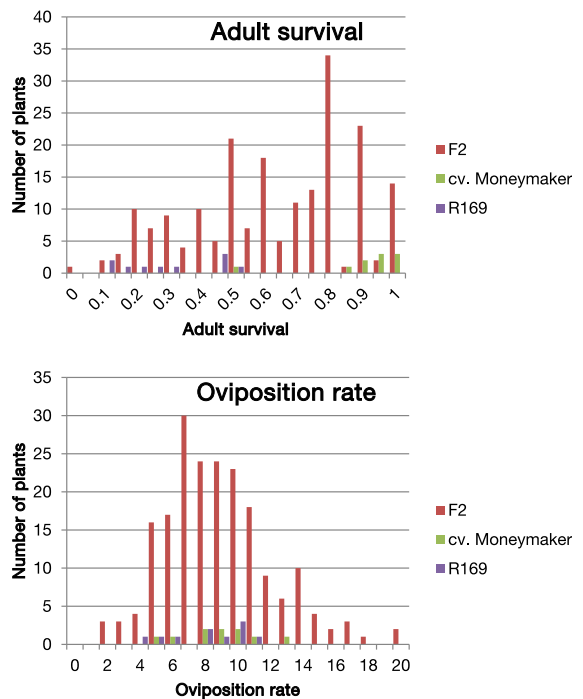 Adult survival
40
35
30
25
20
15
10
5
0
Number of plants
0 0.1 0.2 0.3 0.4 0.5 0.6 0.7 0.8 0.9 1
Adult survival
F2
cv. Moneymaker
R169
Oviposition rate
35
30
25
20
15
10
5
0
Number of plants
0 2 4 6 8 10 12 14 16 18 20
Oviposition rate
F2
cv. Moneymaker
R169